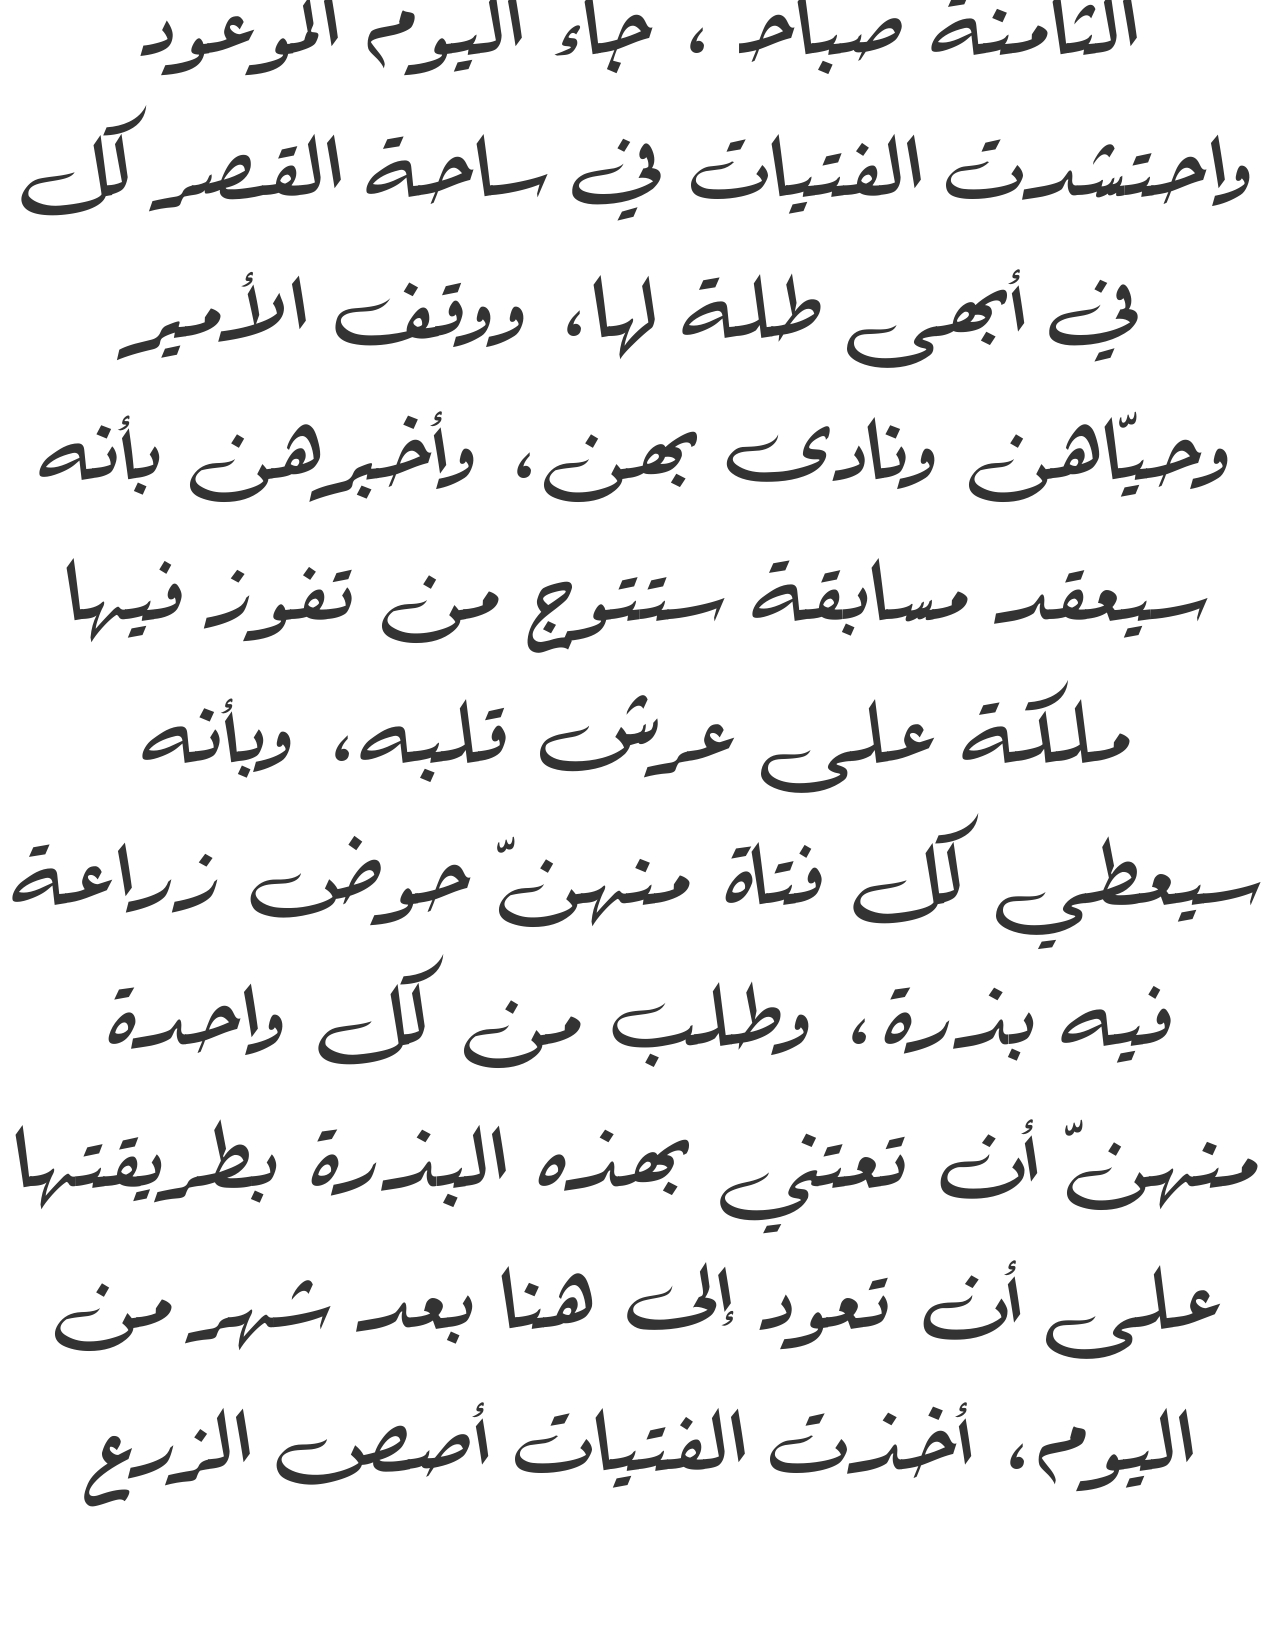 الثامنة صباحـ ، جاء اليوم الموعود
واحتشدت الفتيات في ساحة القصر كل
في أبهى طلة لها، ووقف الأمير
وحيّاهن ونادى بهن، وأخبرهن بأنه
سيعقد مسابقة ستتوج من تفوز فيها
ملكة على عرش قلبه، وبأنه
سيعطي كل فتاة منهنّ حوض زراعة
فيه بذرة، وطلب من كل واحدة
منهنّ أن تعتني بهذه البذرة بطريقتها
على أن تعود إلى هنا بعد شهر من
اليوم، أخذت الفتيات أصص الزرع